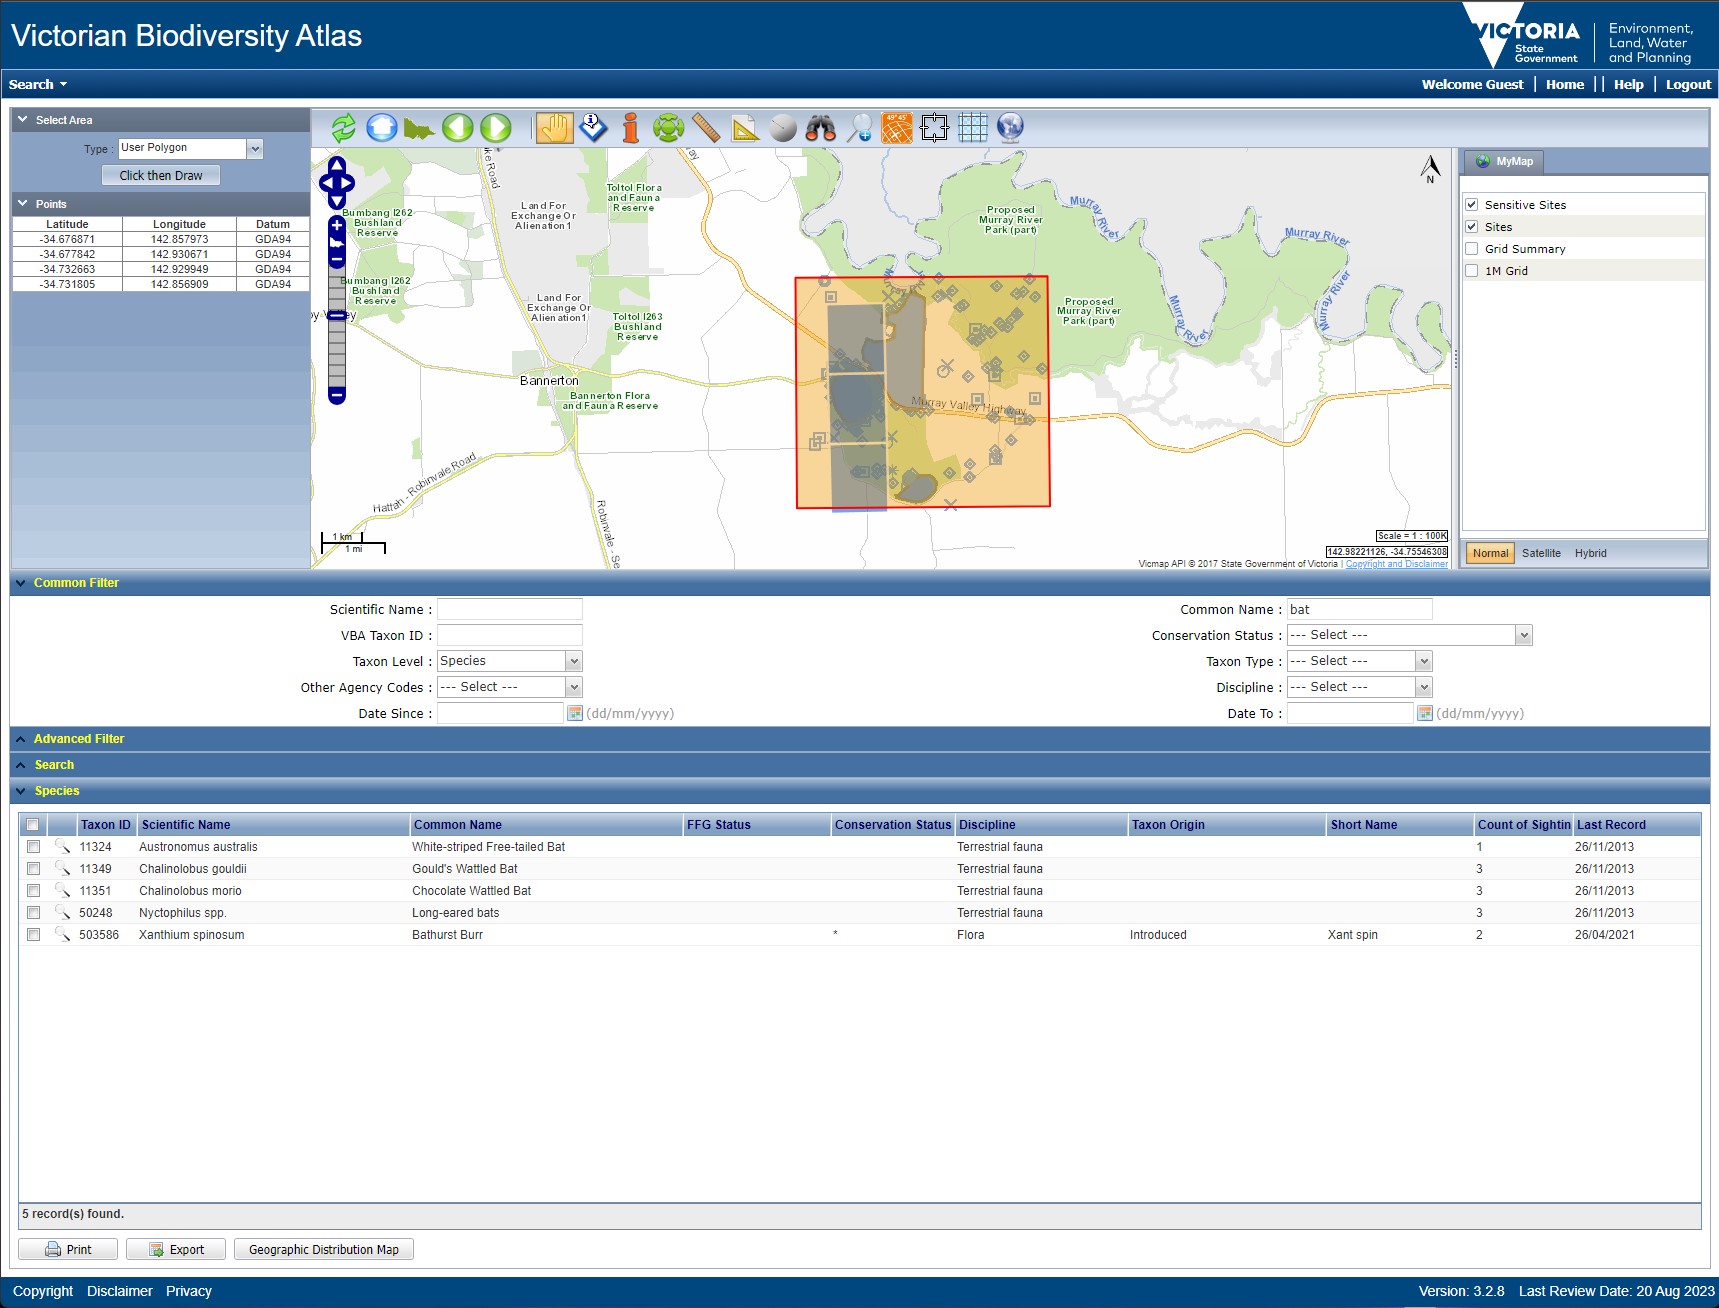 Victorian Biodiversity Atlas
VICTORIA
State
Government
Environment,
Land, Water
and Planning
Search
Welcome Guest | Home || Help | Logout
Select Area
Type : User Polygon
Click then Draw
Points
Latitude Longitude Datum
-34.676871 142.857973 GDA94
-34.677842 142.930671 GDA94
-34.732663 142.929949 GDA94
-34.731805 142.856909 GDA94
49° 45'
Bumbang I262
Bushland
Reserve
Bumbang I262
Bushland
Reserve
Land For
Exchange Or
Alienation1
Land For
Exchange Or
Alienation1
Toltol Flora
and Fauna
Reserve
Toltol I263
Bushland
Reserve
Bannerton
Bannerton Flora
and Fauna Reserve
Hattah - Robinvale Road
Robinvale - Se
Proposed
Murray River
Park (part)
Proposed
Murray River
Park (part)
Murray River
Murray River
Murray River
Murray River
Murray Valley Highway
N
1 km
1 mi
Scale = 1 : 100K
142.98221126, -34.75546308
Vicmap API © 2017 State Government of Victoria | Copyright and Disclaimer
MyMap
Sensitive Sites
Sites
Grid Summary
1M Grid
Normal Satellite Hybrid
Common Filter
Scientific Name :
Common Name : bat
VBA Taxon ID :
Conservation Status : --- Select ---
Taxon Level : Species
Taxon Type : --- Select ---
Other Agency Codes : --- Select ---
Discipline : --- Select ---
Date Since : (dd/mm/yyyy)
Date To : (dd/mm/yyyy)
Advanced Filter
Search
Species
Taxon ID Scientific Name Common Name FFG Status Conservation Status Discipline Taxon Origin Short Name Count of Sightin Last Record
11324 Austronomus australis White-striped Free-tailed Bat Terrestrial fauna 1 26/11/2013
11349 Chalinolobus gouldii Gould's Wattled Bat Terrestrial fauna 3 26/11/2013
11351 Chalinolobus morio Chocolate Wattled Bat Terrestrial fauna 3 26/11/2013
50248 Nyctophilus spp. Long-eared bats Terrestrial fauna 3 26/11/2013
503586 Xanthium spinosum Bathurst Burr * Flora Introduced Xant spin 2 26/04/2021
5 record(s) found.
Print Export Geographic Distribution Map
Copyright Disclaimer Privacy
Version: 3.2.8 Last Review Date: 20 Aug 2023